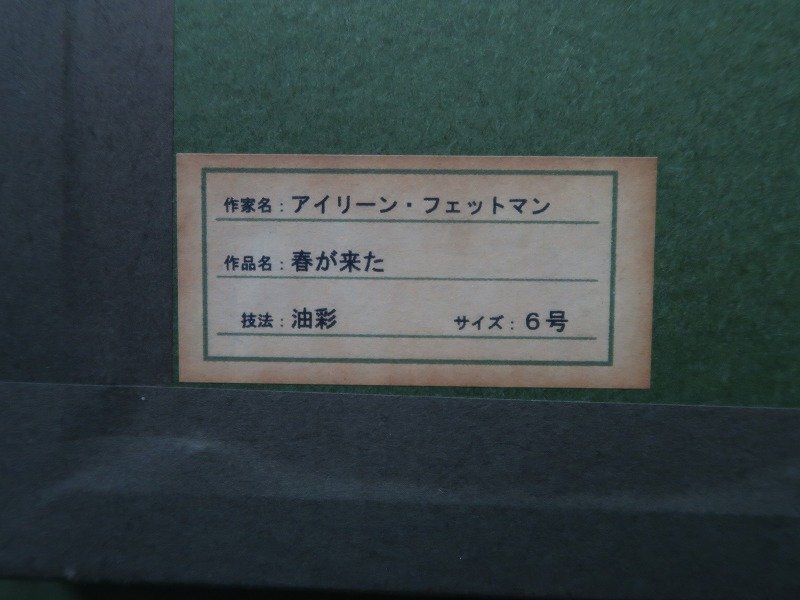 作家名：アイリーン・フェットマン
作品名：春が来た
技法：油彩 サイズ：６号